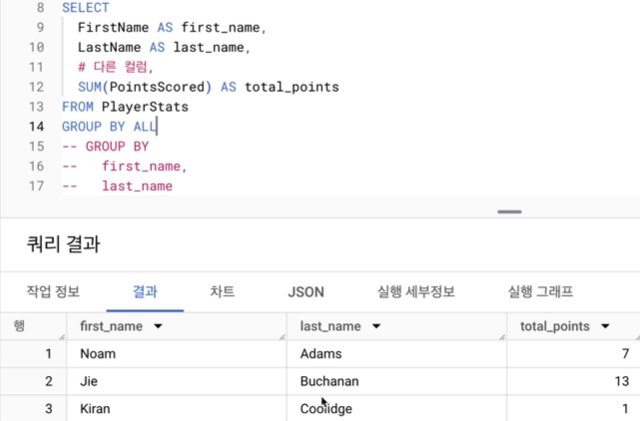 8 SELECT
9 FirstName AS first_name,
10 LastName AS last_name,
11 # 다른 컬럼,
12 SUM(PointsScored) AS total_points
13 FROM PlayerStats
14 GROUP BY ALL
15 -- GROUP BY
16 -- first_name,
17 -- last_name
쿼리 결과
작업 정보 결과 차트 JSON 실행 세부정보 실행 그래프
행 first_name last_name total_points
1 Noam Adams 7
2 Jie Buchanan 13
3 Kiran Coolidge 1